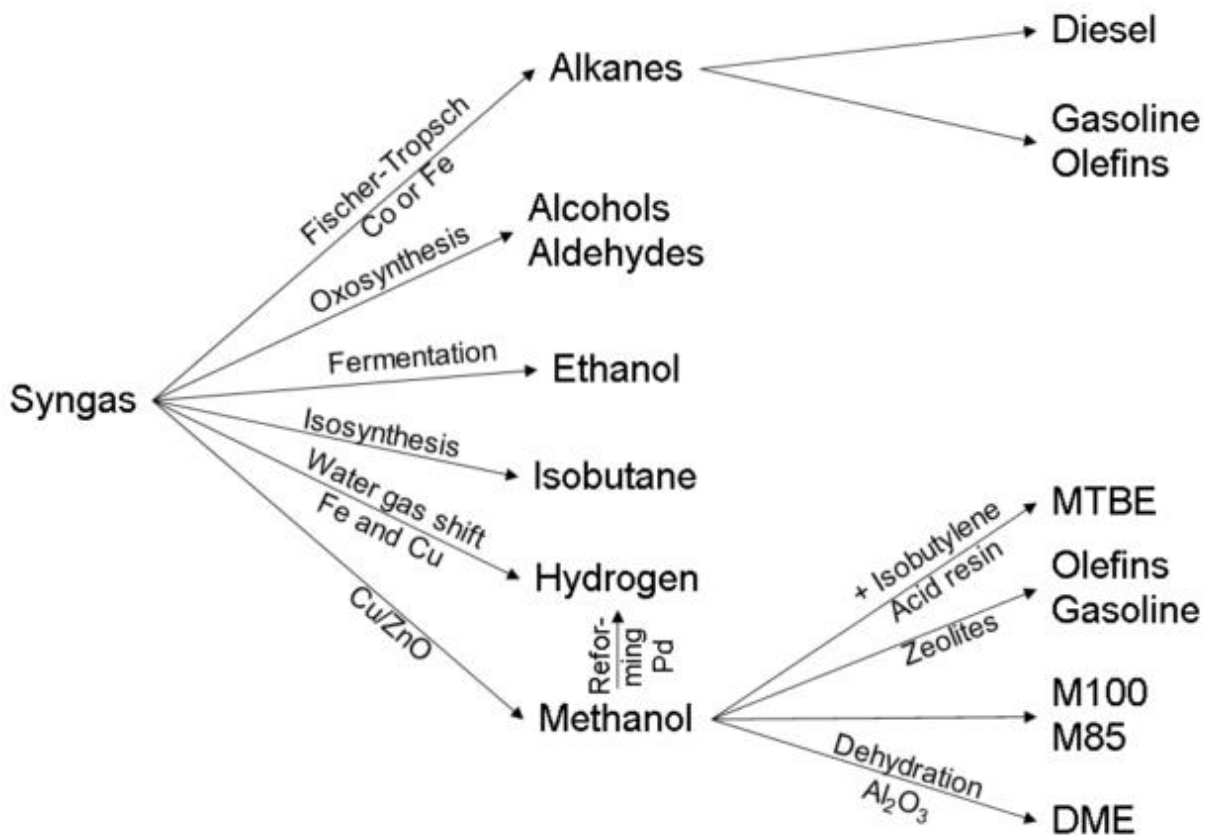 Diesel
Alkanes
Gasoline
Olefins
Fischer-Tropsch
Co or Fe
Alcohols
Aldehydes
Oxosynthesis
Fermentation
Ethanol
Syngas
Isosynthesis
Isobutane
Water gas shift
Fe and Cu
Hydrogen
Cu/ZnO
Refor-
ming
Pd
Methanol
+ Isobutylene
Acid resin
MTBE
Olefins
Gasoline
Zeolites
M100
M85
Dehydration
Al₂O₃
DME